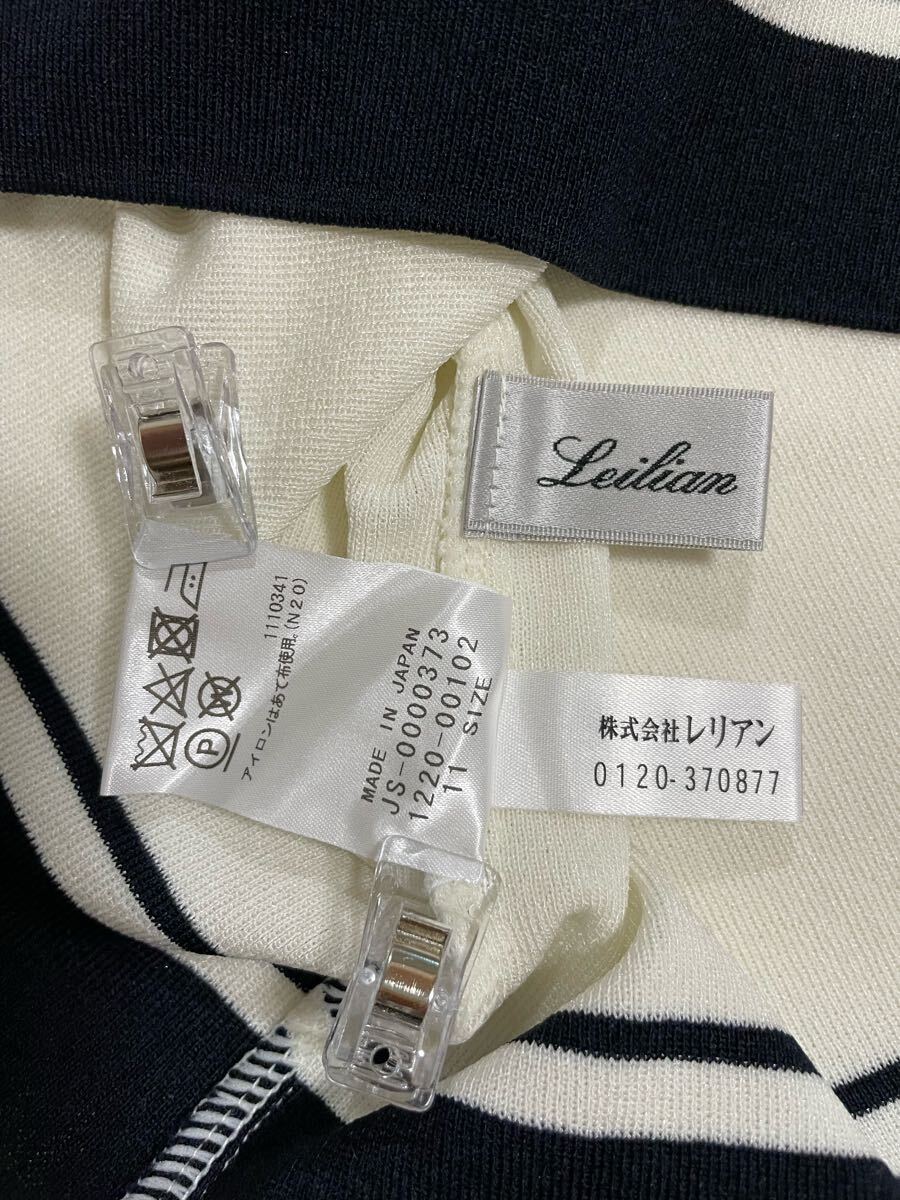 Leilian
株式会社レリアン
0120-370877
1110341
アイロンはあて布使用。(N20)
MADE IN JAPAN
JS-0000373
1220-00102
11 SIZE
P
W